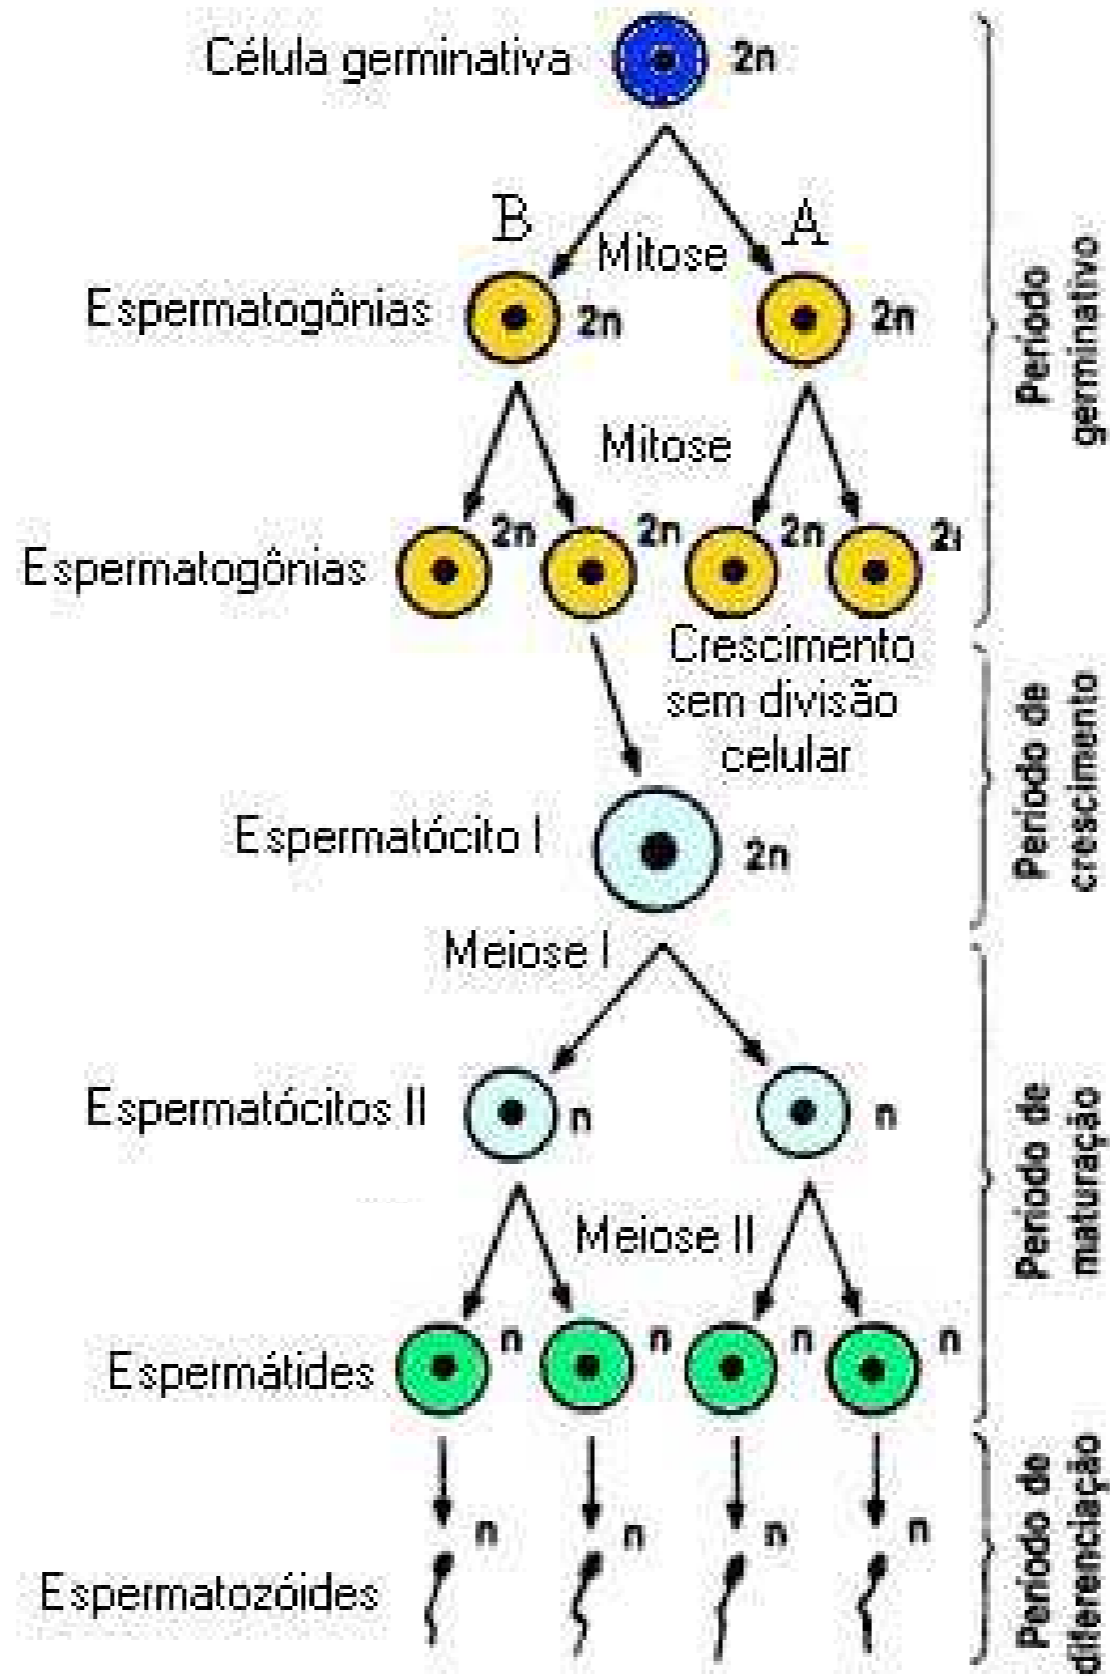 Célula germinativa 2n
B A
Mitose
Espermatogônias 2n 2n
Mitose
Espermatogônias 2n 2n 2n
Crescimento
sem divisão
celular
Espermatócito I 2n
Meiose I
Espermatócitos II n n
Meiose II
Espermátides n n n n
Espermatozóides n n n n
Período
germinativo
Período de
crescimento
Período de
maturação
Período de
diferenciação